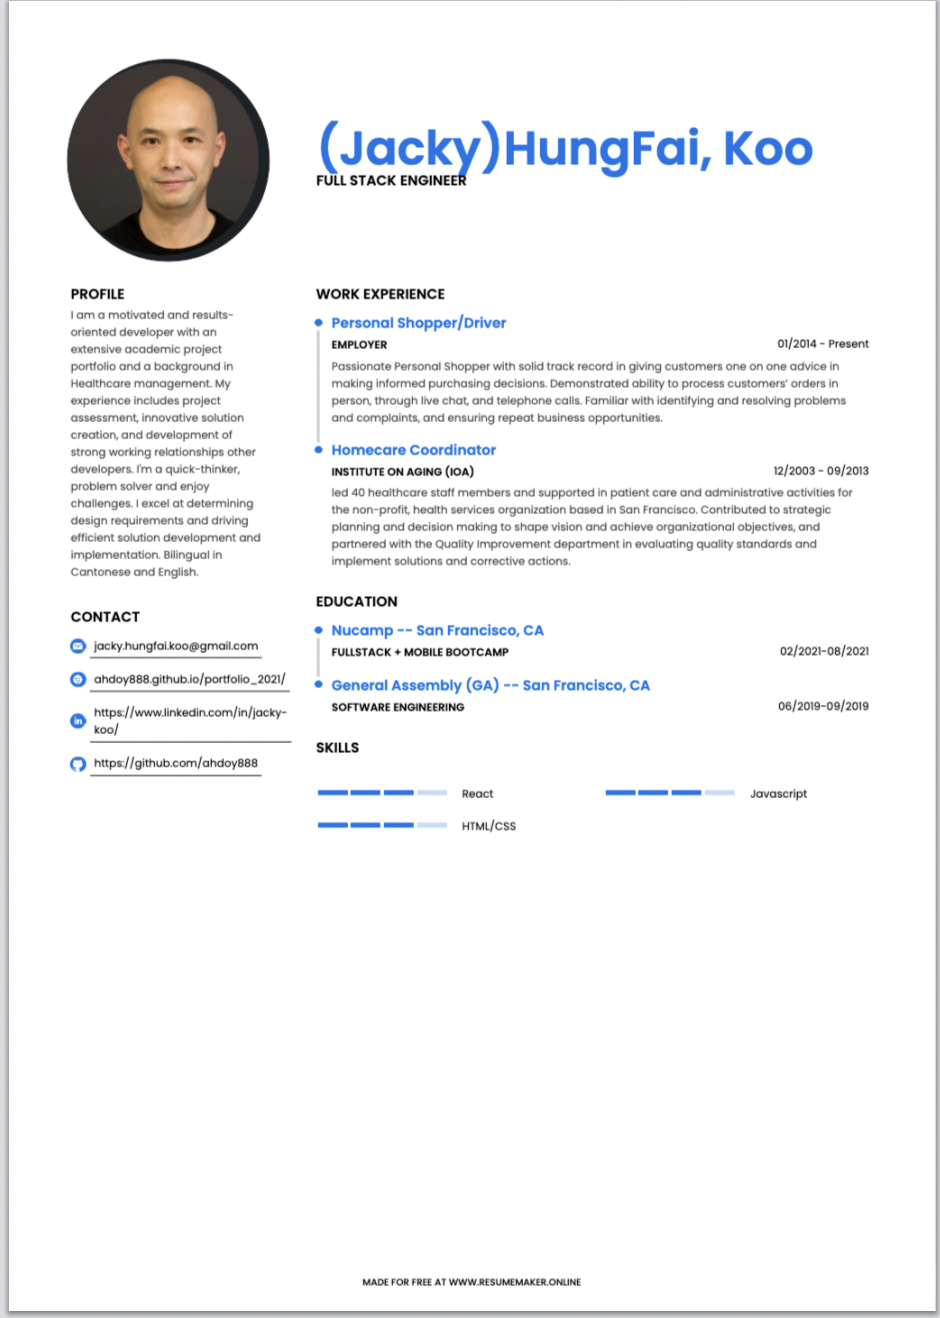 (Jacky)HungFai, Koo
FULL STACK ENGINEER
PROFILE
I am a motivated and results-
oriented developer with an
extensive academic project
portfolio and a background in
Healthcare management. My
experience includes project
assessment, innovative solution
creation, and development of
strong working relationships other
developers. I'm a quick-thinker,
problem solver and enjoy
challenges. I excel at determining
design requirements and driving
efficient solution development and
implementation. Bilingual in
Cantonese and English.
CONTACT
jacky.hungfai.koo@gmail.com
ahdoy888.github.io/portfolio_2021/
https://www.linkedin.com/in/jacky-
koo/
https://github.com/ahdoy888
WORK EXPERIENCE
Personal Shopper/Driver
EMPLOYER 01/2014 - Present
Passionate Personal Shopper with solid track record in giving customers one on one advice in
making informed purchasing decisions. Demonstrated ability to process customers' orders in
person, through live chat, and telephone calls. Familiar with identifying and resolving problems
and complaints, and ensuring repeat business opportunities.
Homecare Coordinator
INSTITUTE ON AGING (IOA) 12/2003 - 09/2013
led 40 healthcare staff members and supported in patient care and administrative activities for
the non-profit, health services organization based in San Francisco. Contributed to strategic
planning and decision making to shape vision and achieve organizational objectives, and
partnered with the Quality Improvement department in evaluating quality standards and
implement solutions and corrective actions.
EDUCATION
Nucamp -- San Francisco, CA
FULLSTACK + MOBILE BOOTCAMP 02/2021-08/2021
General Assembly (GA) -- San Francisco, CA
SOFTWARE ENGINEERING 06/2019-09/2019
SKILLS
React Javascript
HTML/CSS
MADE FOR FREE AT WWW.RESUMEMAKER.ONLINE